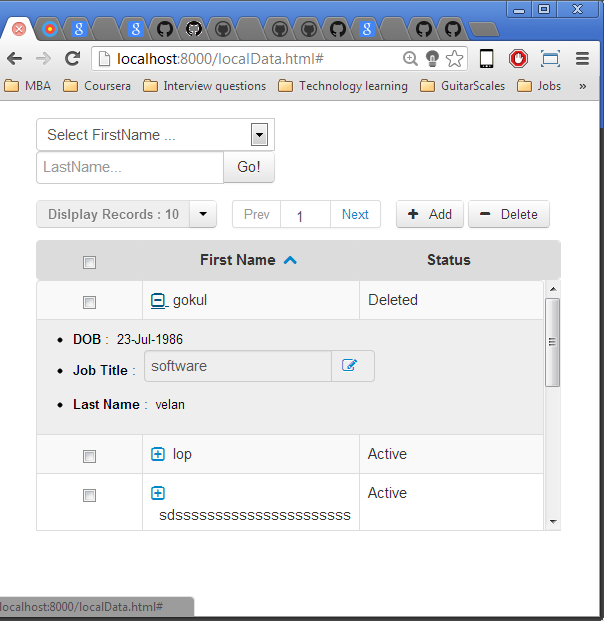 localhost:8000/localData.html#
MBA Coursera Interview questions Technology learning GuitarScales Jobs »
Select FirstName ...
LastName... Go!
Dislplay Records : 10 Prev 1 Next Add Delete
First Name Status
gokul Deleted
DOB : 23-Jul-1986
Job Title : software
Last Name : velan
lop Active
Active
sdssssssssssssssssssssss
localhost:8000/localData.html#